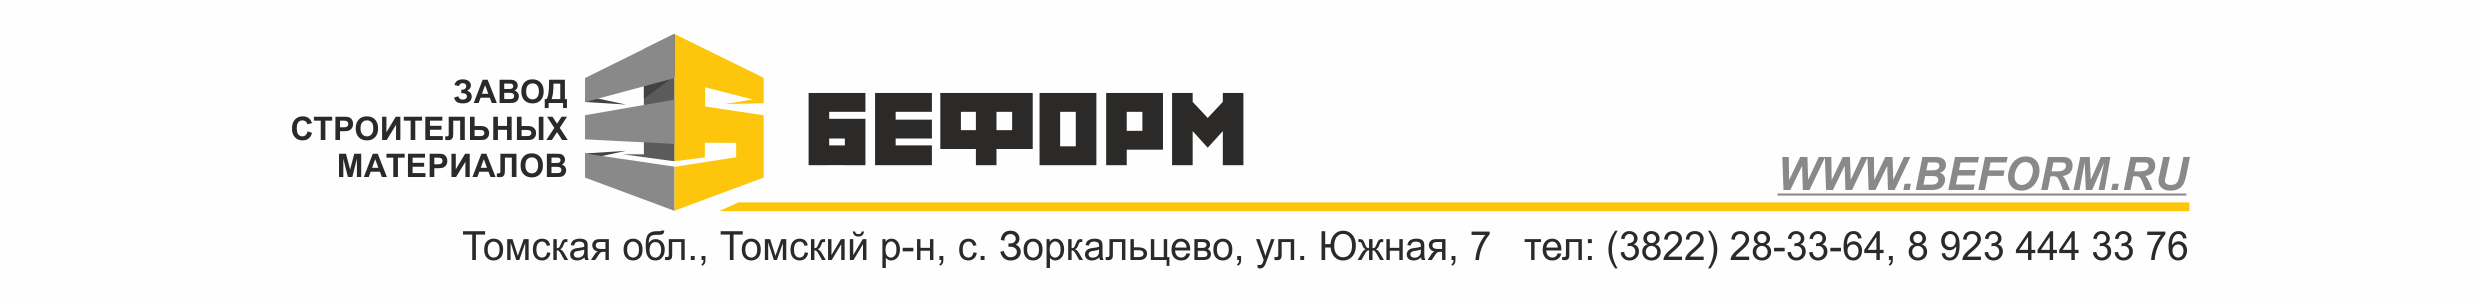 ЗАВОД
СТРОИТЕЛЬНЫХ
МАТЕРИАЛОВ
БЕФОРМ
WWW.BEFORM.RU
Томская обл., Томский р-н, с. Зоркальцево, ул. Южная, 7 тел: (3822) 28-33-64, 8 923 444 33 76